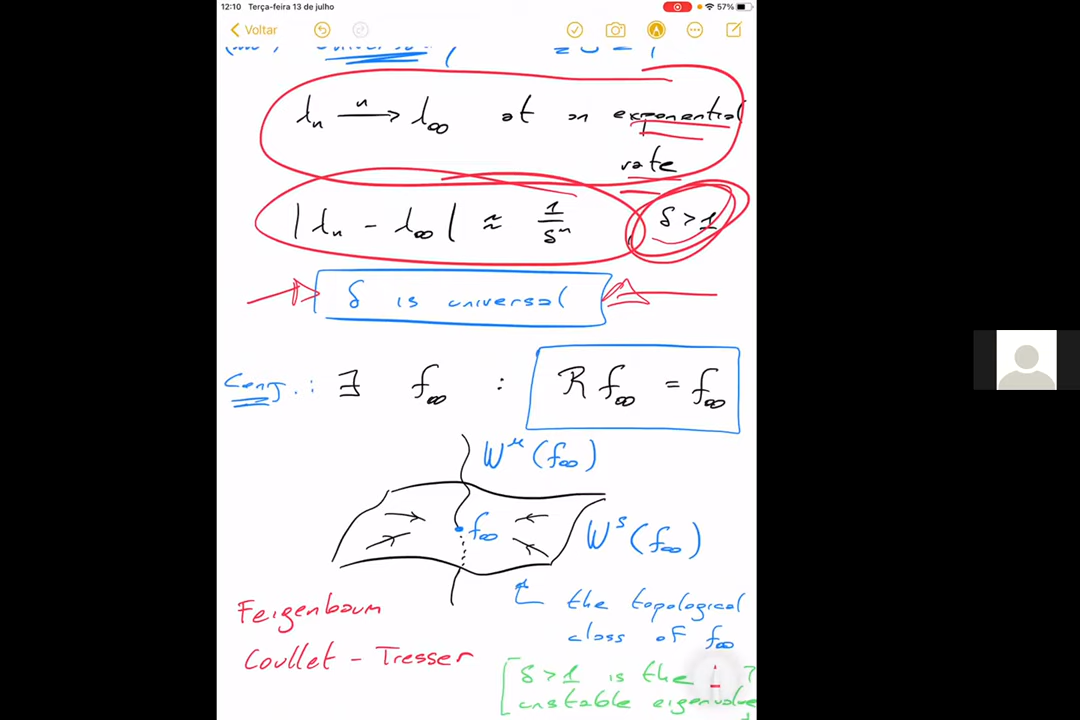 12:10 Terça-feira 13 de julho
57%
Voltar
λₙ —n→ λ∞ at an exponential
rate
|λₙ - λ∞| ≈ 1/δⁿ δ > 1
δ is universal
Conj.: ∃ f∞ : R f∞ = f∞
Wᵘ(f∞)
f∞
Wˢ(f∞)
Feigenbaum
the topological
class of f∞
Coullet - Tresser
δ > 1 is the
unstable eigenvalue